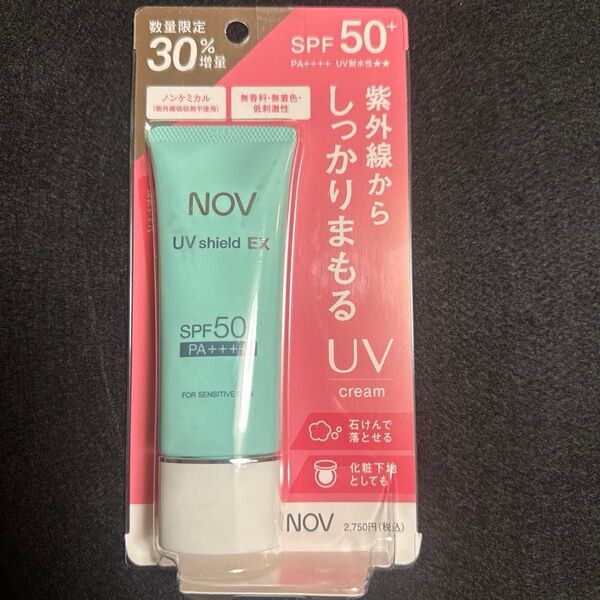 数量限定
30%増量
SPF 50+
PA++++ UV耐水性★★
ノンケミカル
(紫外線吸収剤不使用)
無香料・無着色・
低刺激性
紫外線から
しっかりまもる
UV
cream
NOV
UV shield EX
SPF50+
PA++++
FOR SENSITIVE SKIN
石けんで
落とせる
化粧下地
としても
NOV
2,750円(税込)